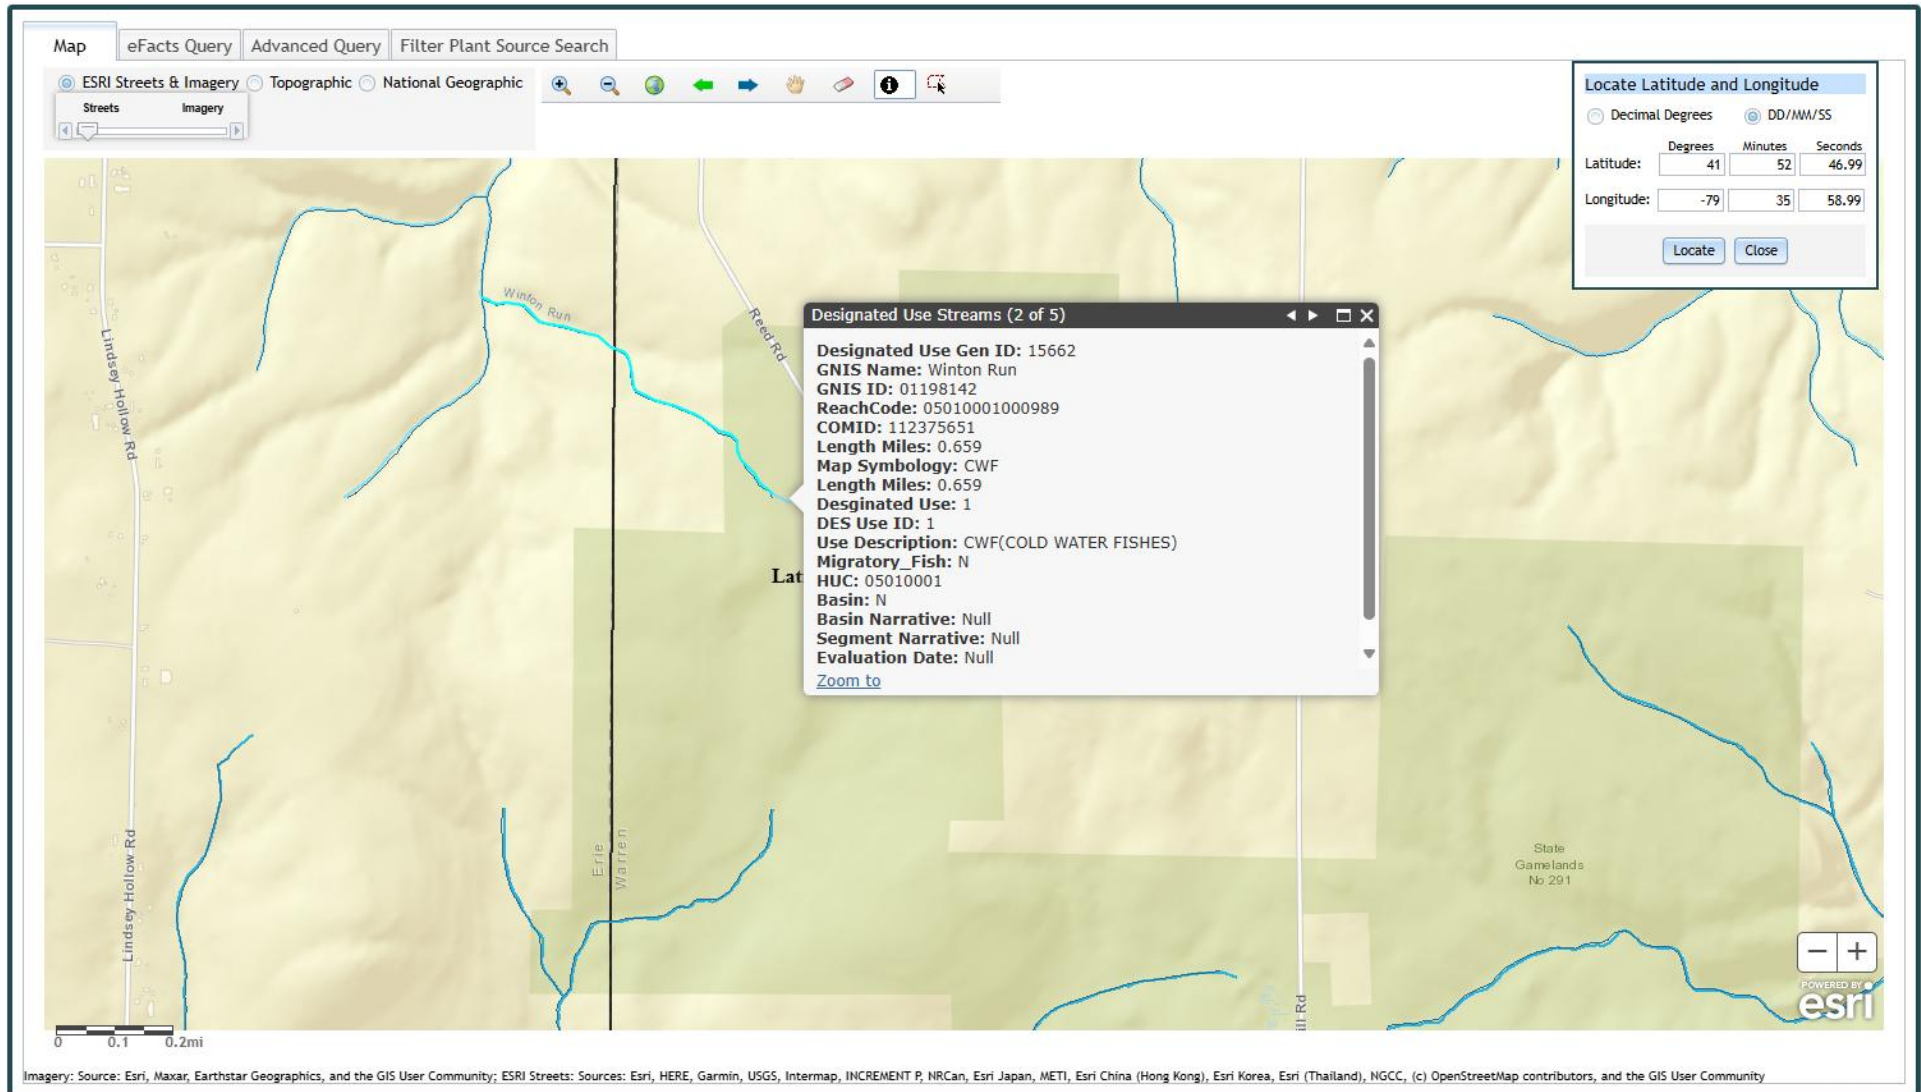 Map eFacts Query Advanced Query Filter Plant Source Search
ESRI Streets & Imagery Topographic National Geographic
Streets Imagery
Locate Latitude and Longitude
Decimal Degrees DD/MM/SS
Degrees Minutes Seconds
Latitude: 41 52 46.99
Longitude: -79 35 58.99
Locate Close
Winton Run
Reed Rd
Lindsey Hollow Rd
Designated Use Streams (2 of 5)
Designated Use Gen ID: 15662
GNIS Name: Winton Run
GNIS ID: 01198142
ReachCode: 05010001000989
COMID: 112375651
Length Miles: 0.659
Map Symbology: CWF
Length Miles: 0.659
Desginated Use: 1
DES Use ID: 1
Use Description: CWF(COLD WATER FISHES)
Migratory_Fish: N
HUC: 05010001
Basin: N
Basin Narrative: Null
Segment Narrative: Null
Evaluation Date: Null
Zoom to
Lat
Lindsey Hollow Rd
Erie
Warren
State
Gamelands
No 291
ill Rd
POWERED BY
esri
0 0.1 0.2mi
Imagery: Source: Esri, Maxar, Earthstar Geographics, and the GIS User Community; ESRI Streets: Sources: Esri, HERE, Garmin, USGS, Intermap, INCREMENT P, NRCan, Esri Japan, METI, Esri China (Hong Kong), Esri Korea, Esri (Thailand), NGCC, (c) OpenStreetMap contributors, and the GIS User Community